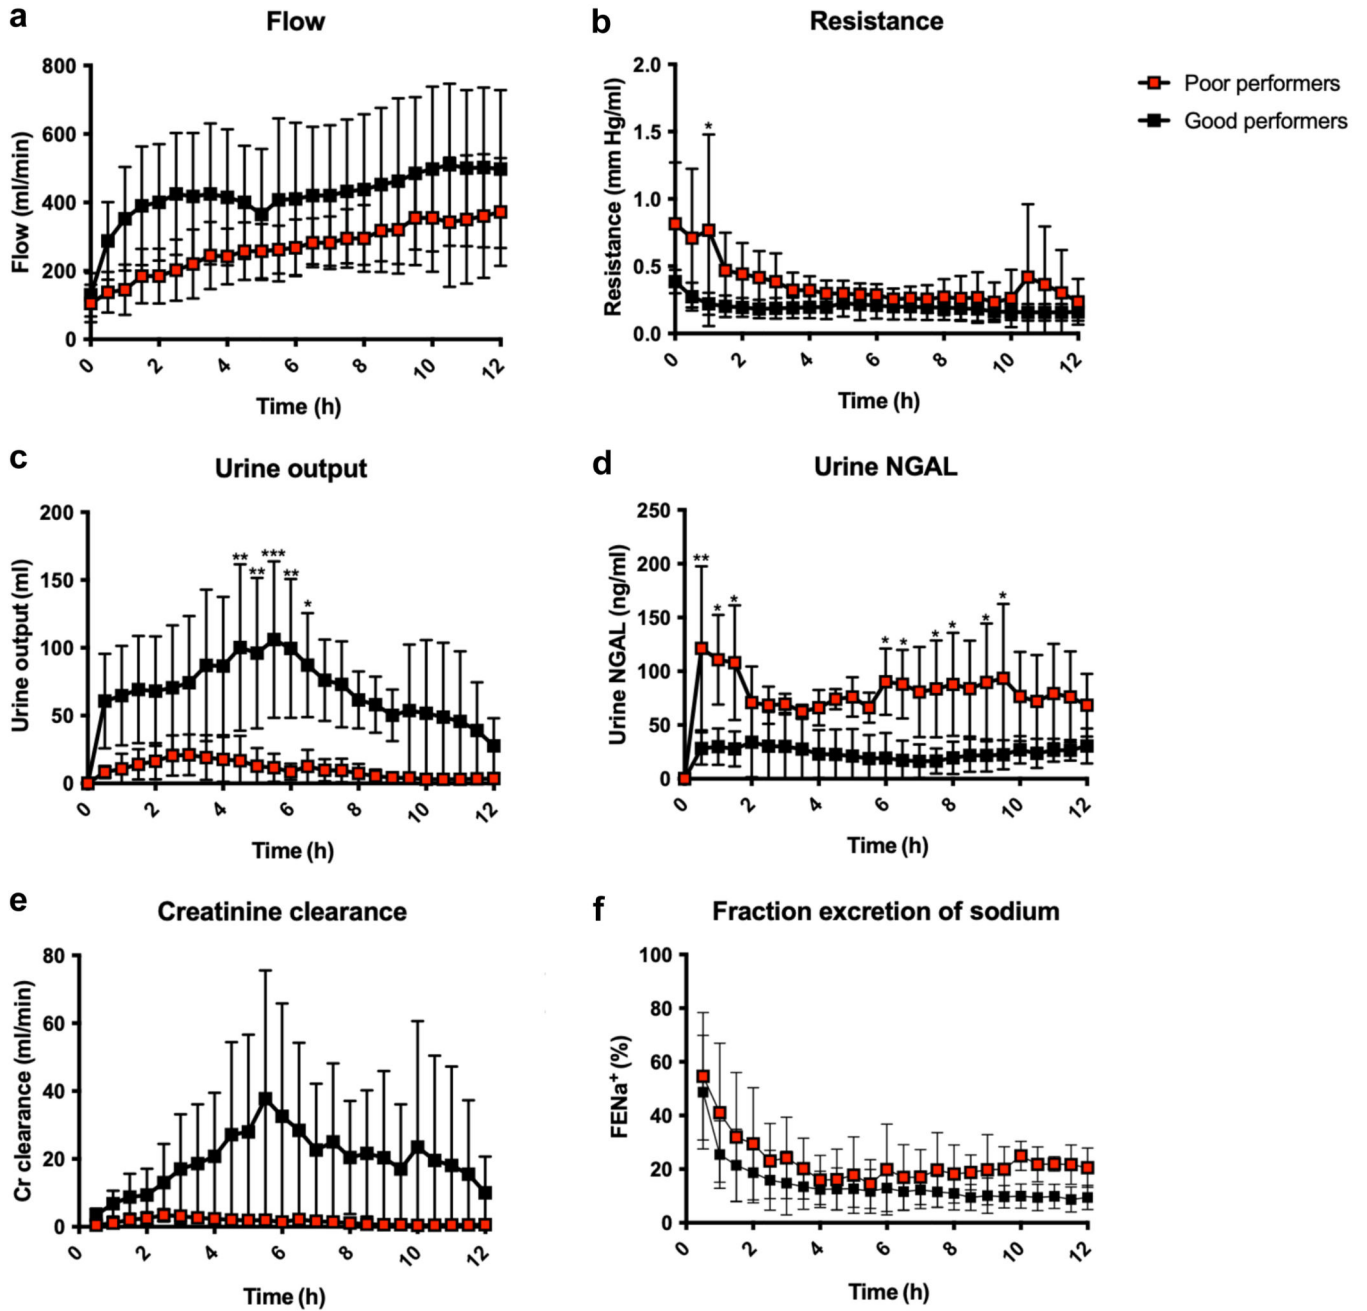 a
Flow
800
600
400
200
0
Flow (ml/min)
0 2 4 6 8 10 12
Time (h)
b
Resistance
2.0
1.5
1.0
0.5
0.0
Resistance (mm Hg/ml)
*
0 2 4 6 8 10 12
Time (h)
Poor performers
Good performers
c
Urine output
200
150
100
50
0
Urine output (ml)
** ** *** ** *
0 2 4 6 8 10 12
Time (h)
d
Urine NGAL
250
200
150
100
50
0
Urine NGAL (ng/ml)
** * * * * * * * *
0 2 4 6 8 10 12
Time (h)
e
Creatinine clearance
80
60
40
20
0
Cr clearance (ml/min)
0 2 4 6 8 10 12
Time (h)
f
Fraction excretion of sodium
100
80
60
40
20
0
FENa⁺ (%)
0 2 4 6 8 10 12
Time (h)